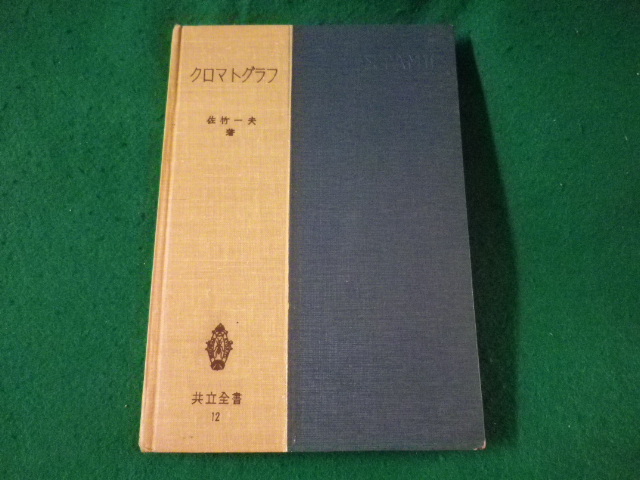 クロマトグラフ
佐竹一夫
著
共立全書
12